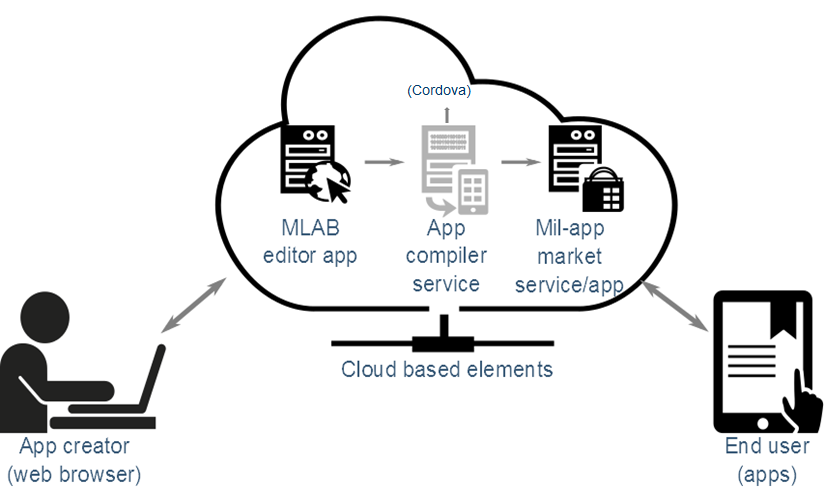 (Cordova)
MLAB
editor app
App
compiler
service
Mil-app
market
service/app
Cloud based elements
App creator
(web browser)
End user
(apps)